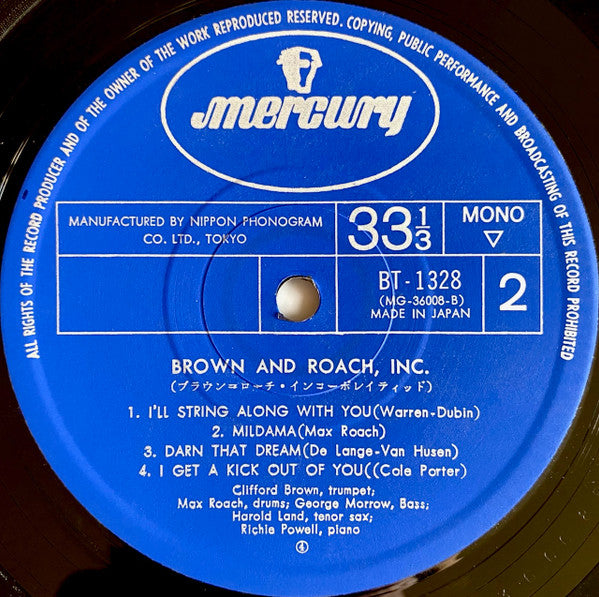 ALL RIGHTS OF THE RECORD PRODUCER AND OF THE OWNER OF THE WORK REPRODUCED RESERVED. COPYING, PUBLIC PERFORMANCE AND BROADCASTING OF THIS RECORD PROHIBITED
mercury
MANUFACTURED BY NIPPON PHONOGRAM
CO. LTD., TOKYO
33 1/3
MONO
▽
BT-1328
(MG-36008-B)
MADE IN JAPAN
2
BROWN AND ROACH, INC.
(ブラウンローチ・インコーポレイティッド)
1. I'LL STRING ALONG WITH YOU(Warren-Dubin)
2. MILDAMA(Max Roach)
3. DARN THAT DREAM(De Lange-Van Husen)
4. I GET A KICK OUT OF YOU((Cole Porter)
Clifford Brown, trumpet;
Max Roach, drums; George Morrow, Bass;
Harold Land, tenor sax;
Richie Powell, piano
④